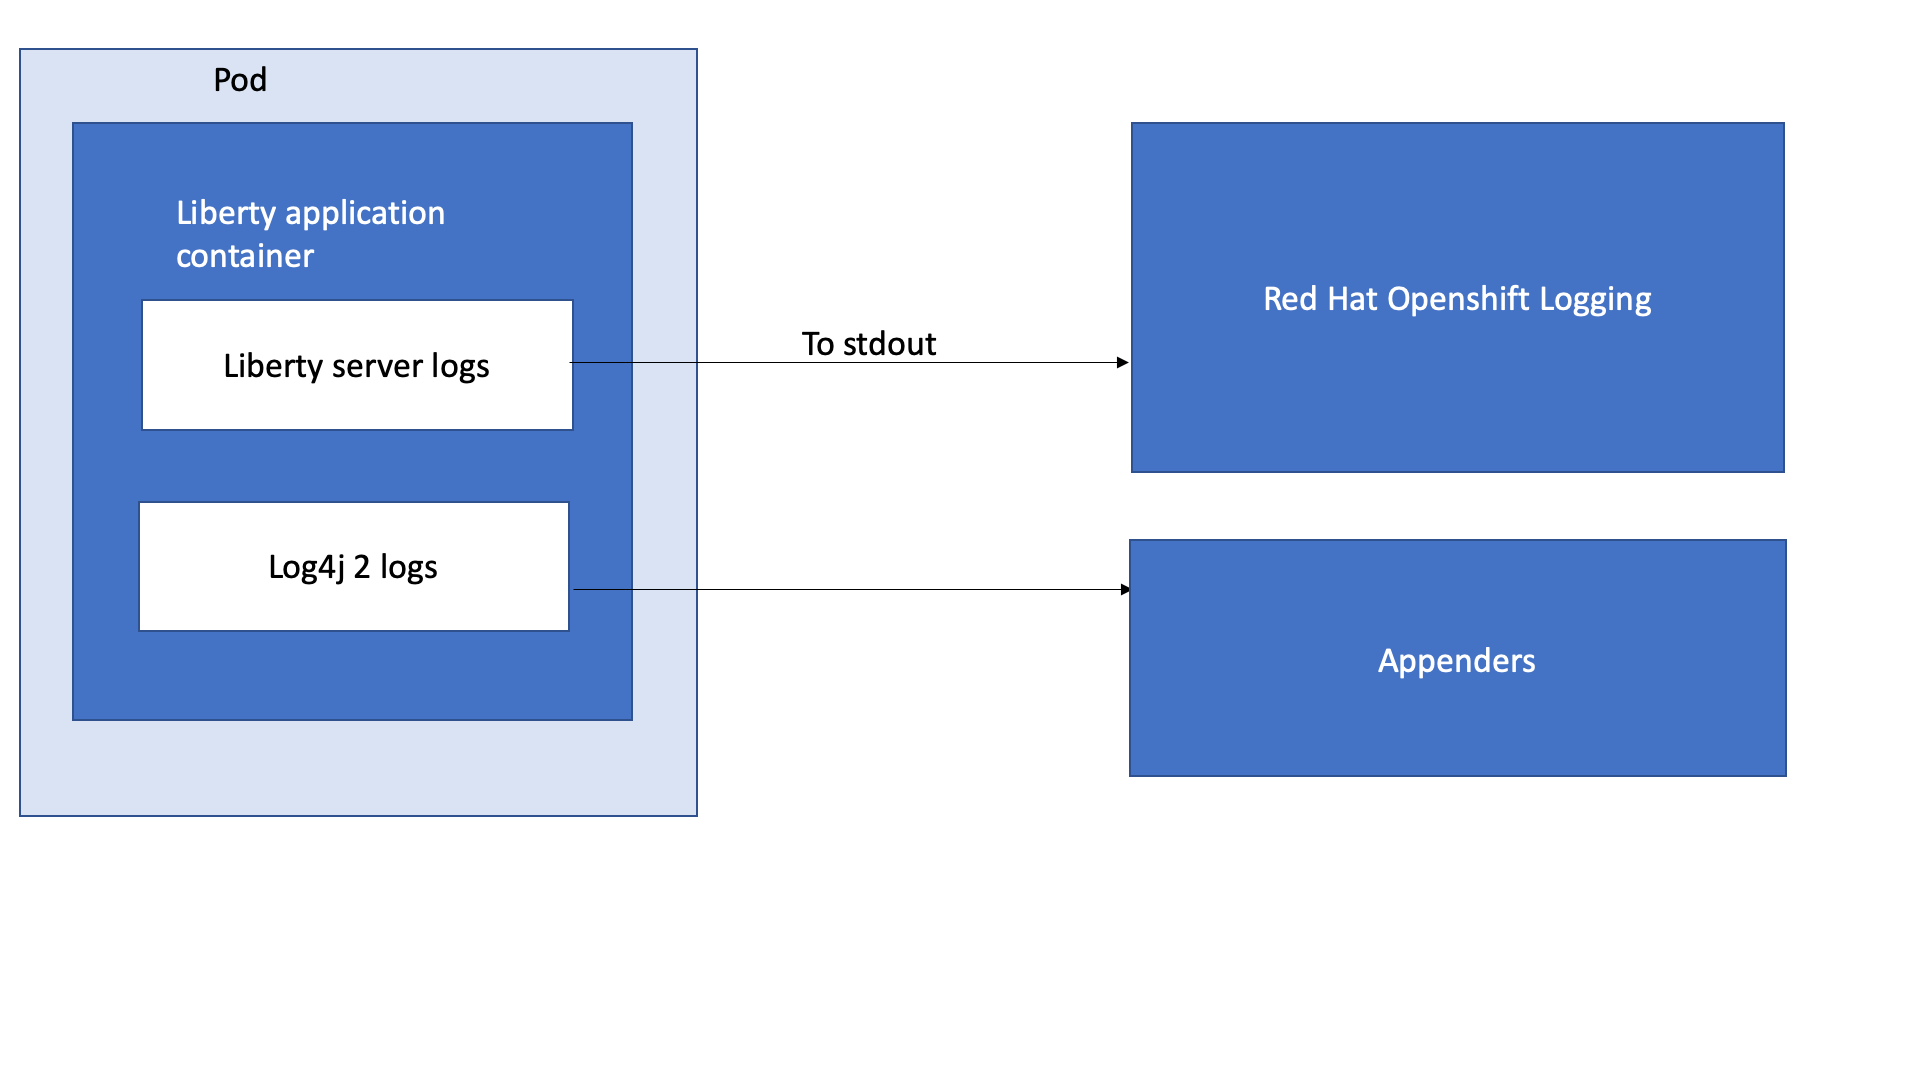 Pod
Liberty application
container
Liberty server logs
Log4j 2 logs
To stdout
Red Hat Openshift Logging
Appenders